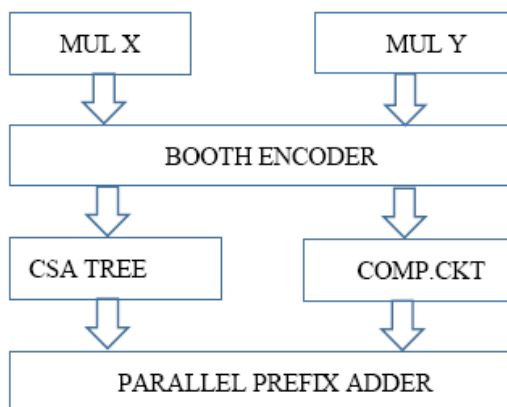 MUL X
MUL Y
BOOTH ENCODER
CSA TREE
COMP.CKT
PARALLEL PREFIX ADDER